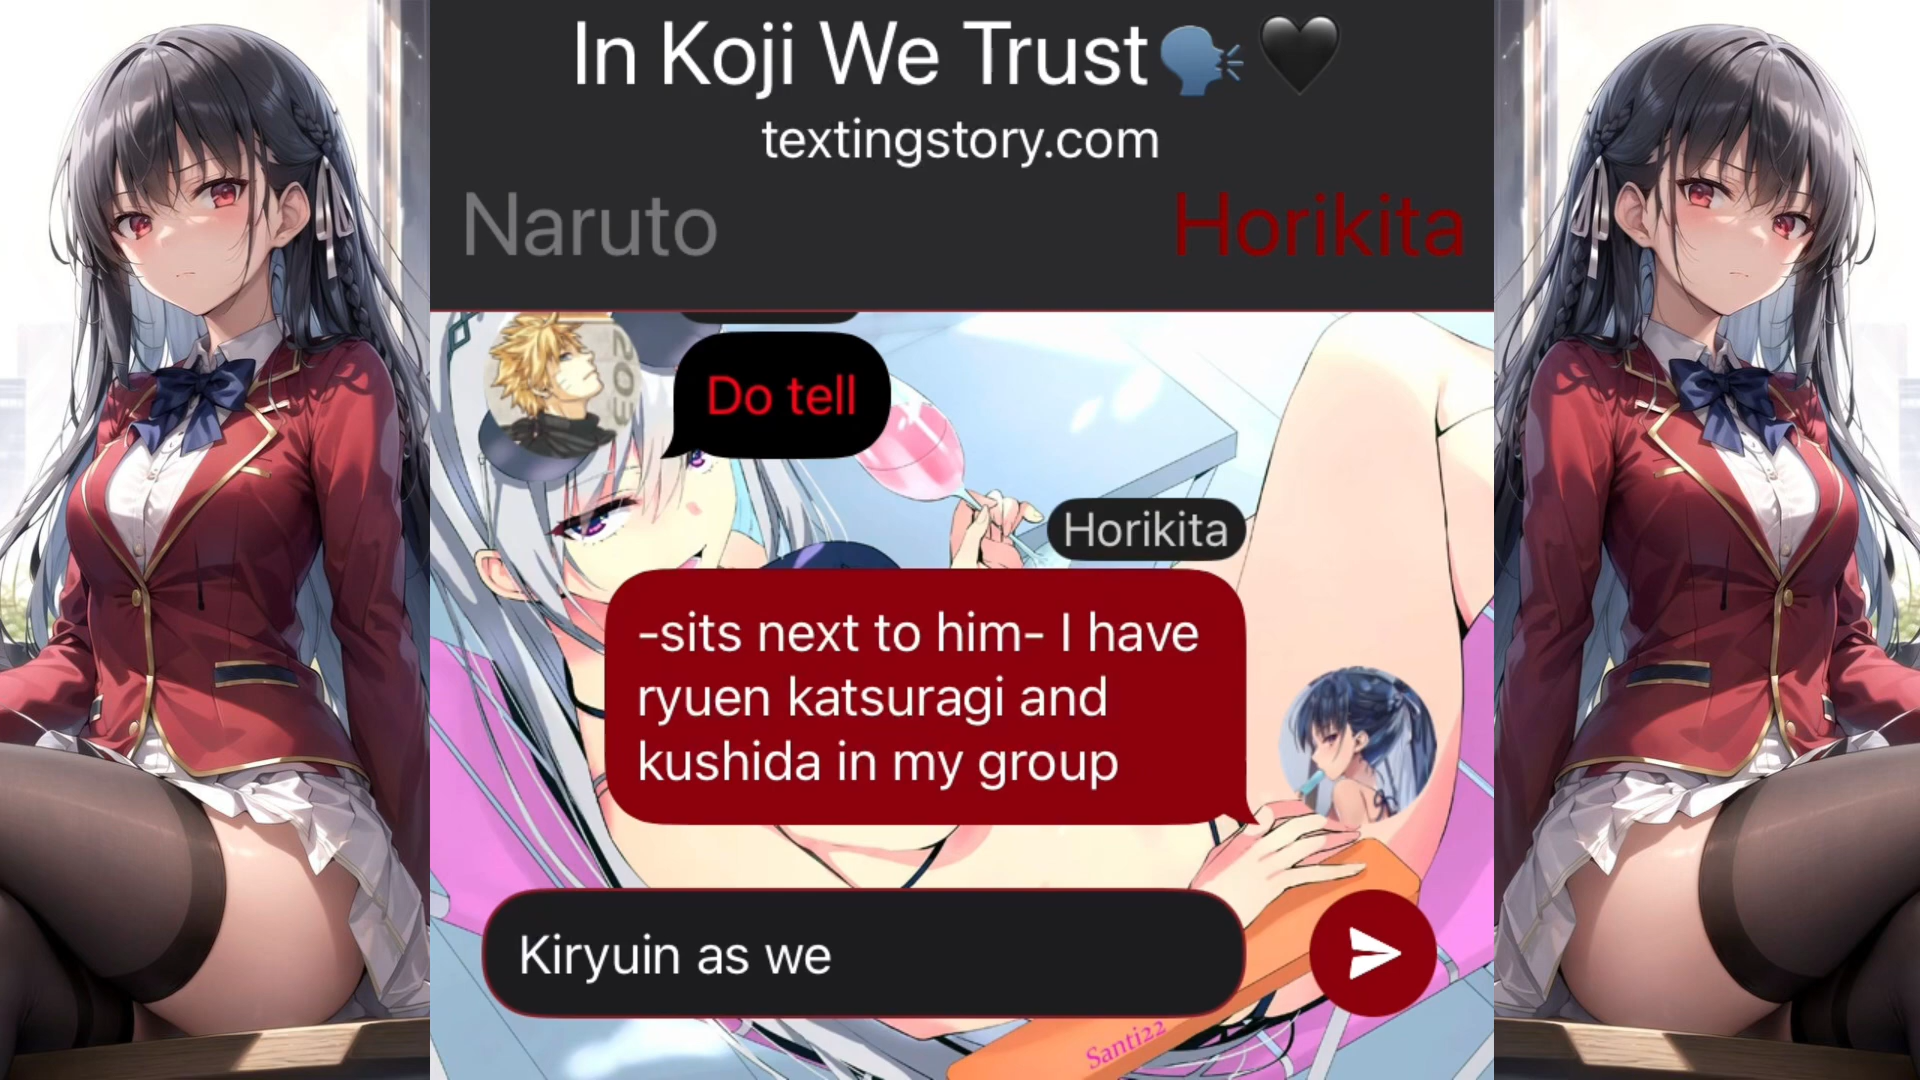 In Koji We Trust🗣️🖤
textingstory.com
Naruto
Horikita
203
Do tell
Horikita
-sits next to him- I have
ryuen katsuragi and
kushida in my group
Kiryuin as we
Santi22